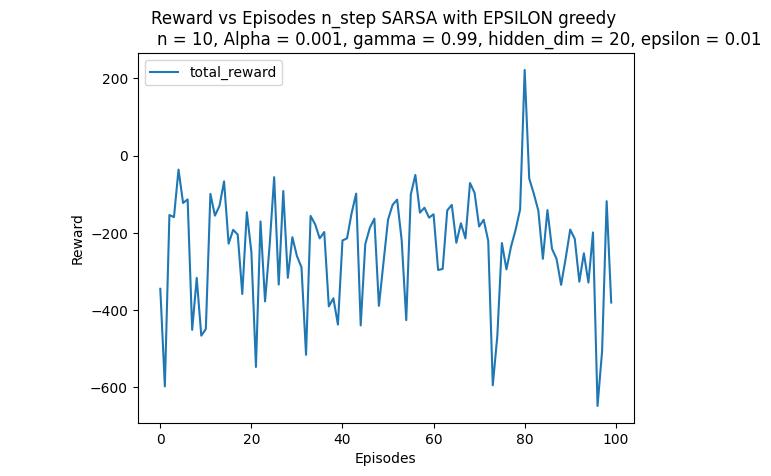 Reward vs Episodes n_step SARSA with EPSILON greedy
n = 10, Alpha = 0.001, gamma = 0.99, hidden_dim = 20, epsilon = 0.01
total_reward
200
0
−200
−400
−600
Reward
0 20 40 60 80 100
Episodes